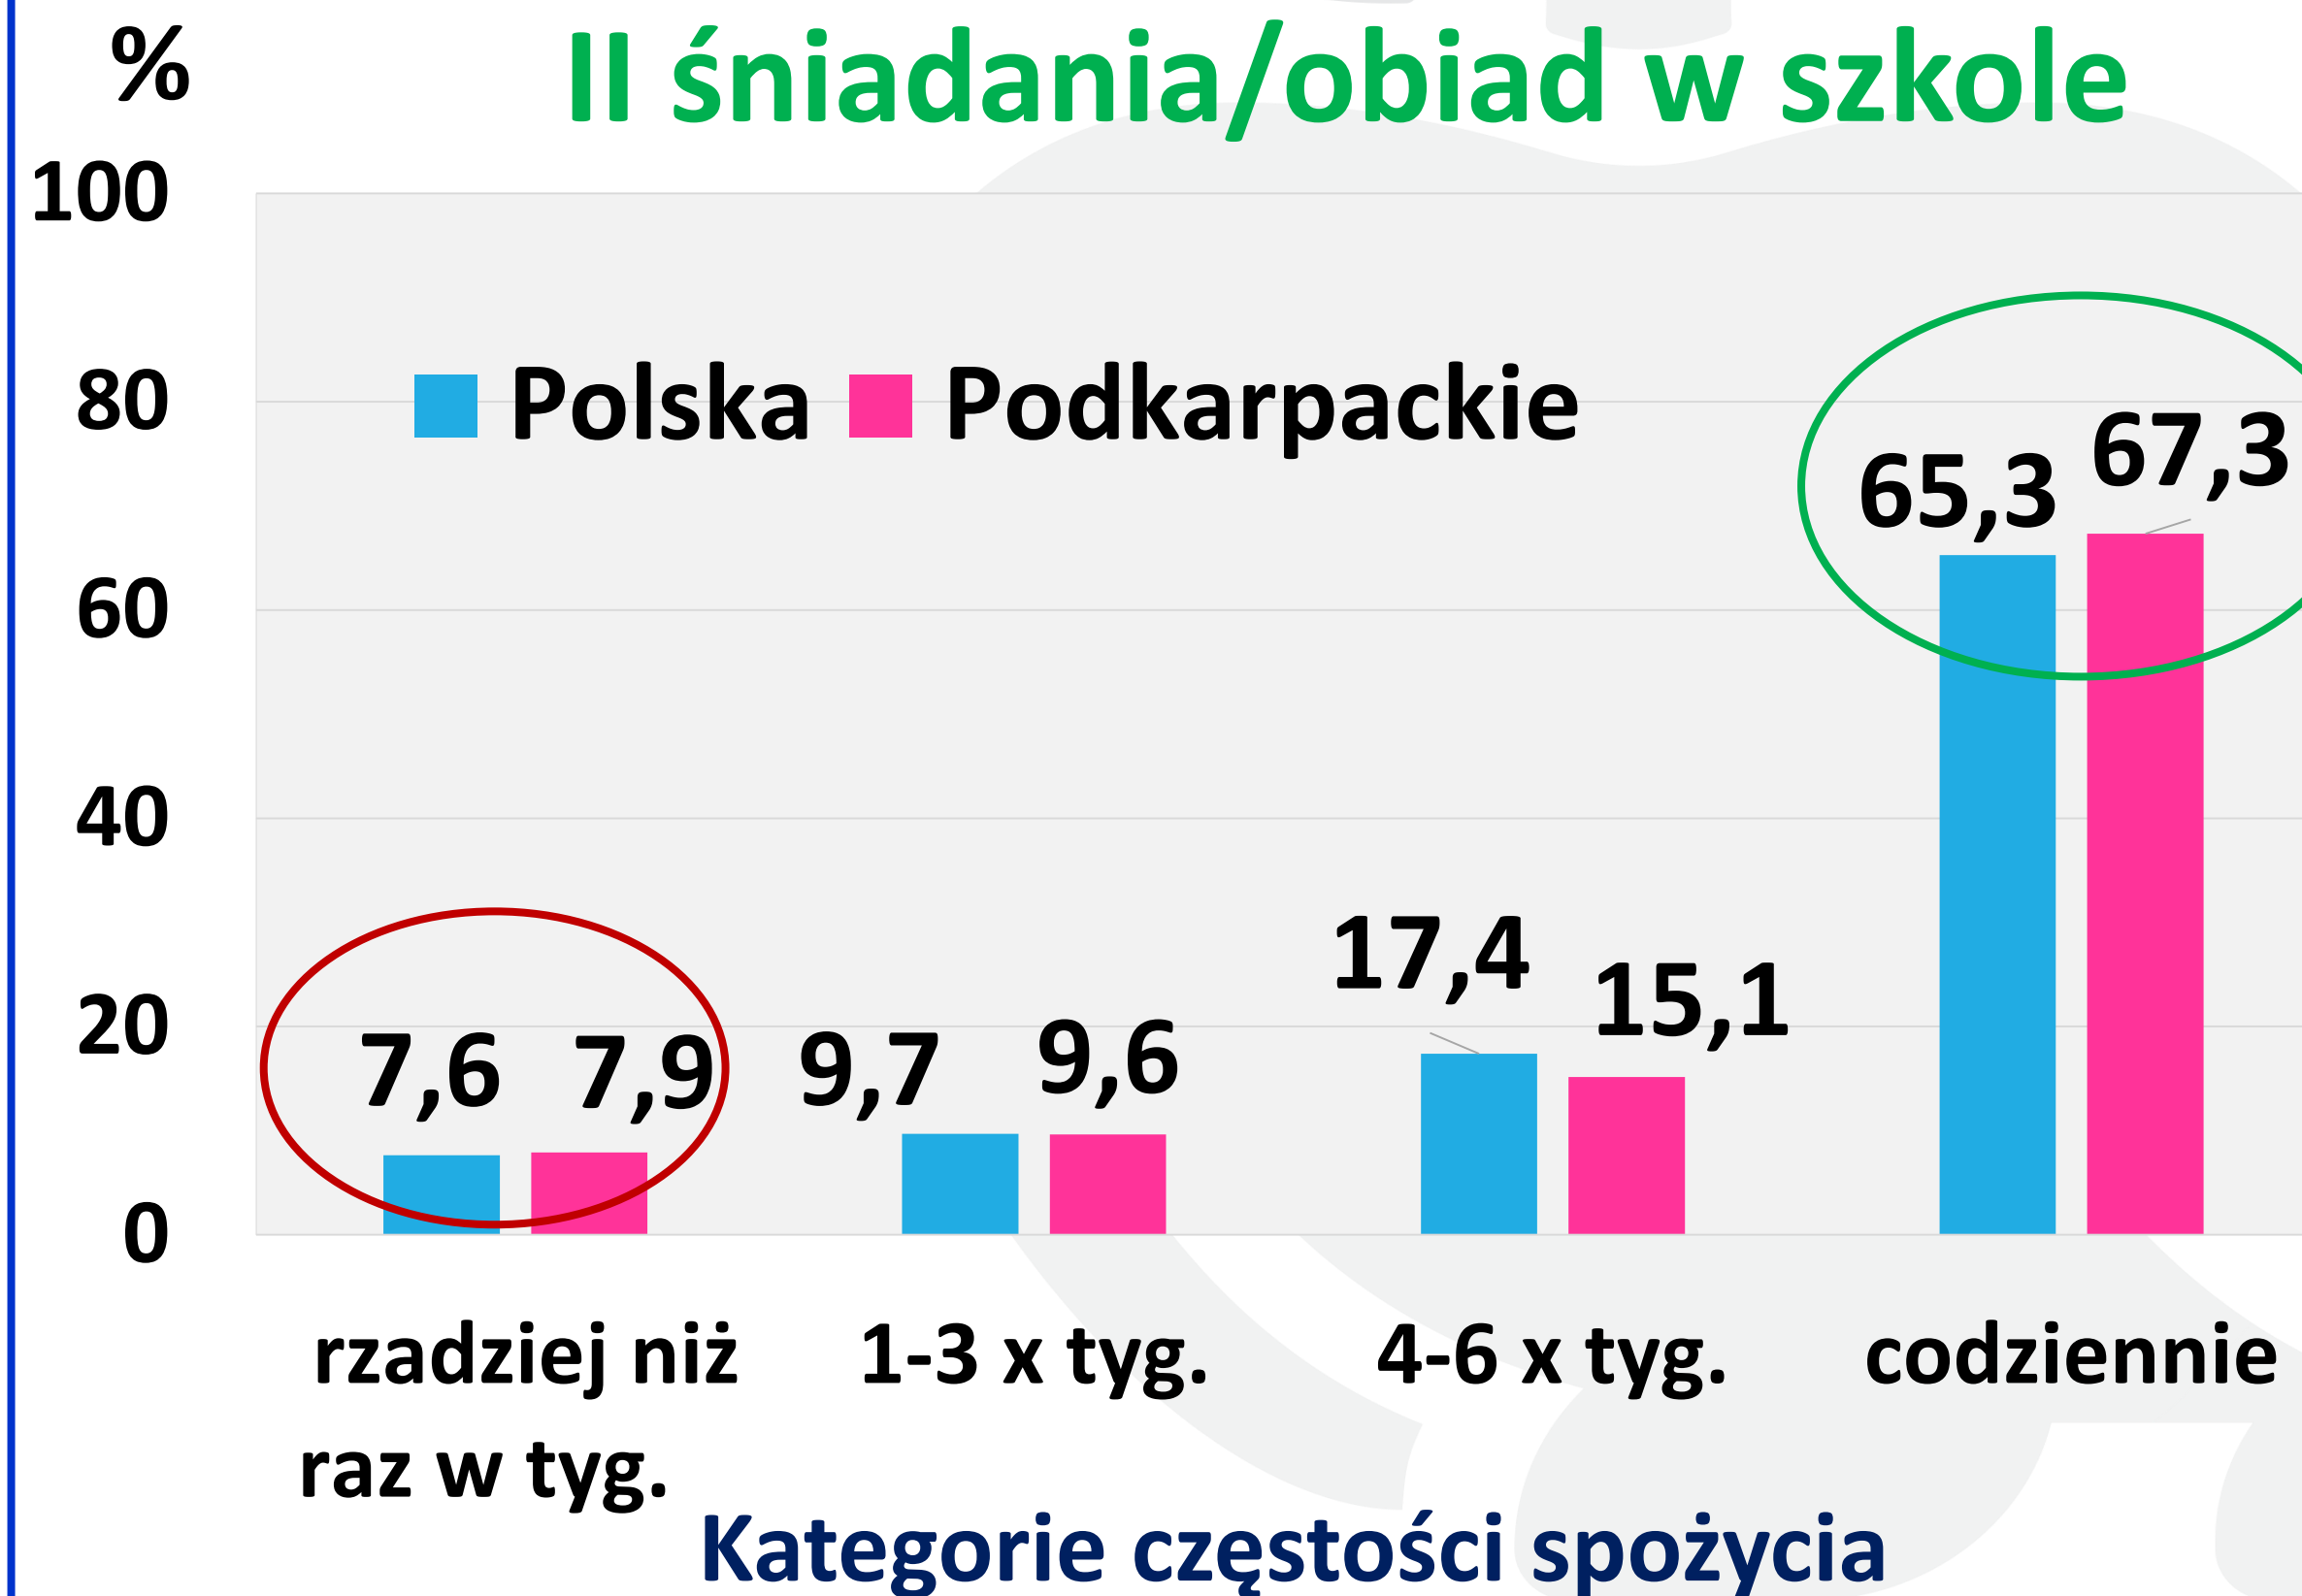 %
II śniadania/obiad w szkole
100
80
60
40
20
0
Polska Podkarpackie
7,6 7,9 9,7 9,6 17,4 15,1 65,3 67,3
rzadziej niż 1-3 x tyg. 4-6 x tyg. codziennie
raz w tyg.
Kategorie częstości spożycia